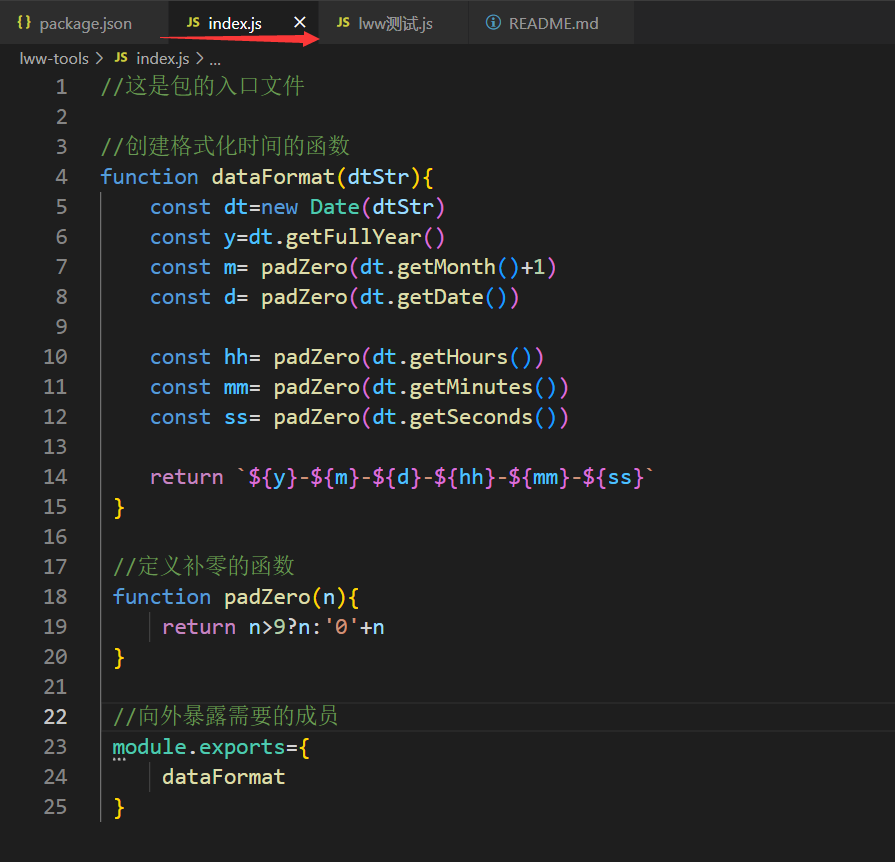 {} package.json JS index.js × JS lww测试.js ⓘ README.md
lww-tools > JS index.js > ...
1 //这是包的入口文件
2
3 //创建格式化时间的函数
4 function dataFormat(dtStr){
5     const dt=new Date(dtStr)
6     const y=dt.getFullYear()
7     const m= padZero(dt.getMonth()+1)
8     const d= padZero(dt.getDate())
9
10     const hh= padZero(dt.getHours())
11     const mm= padZero(dt.getMinutes())
12     const ss= padZero(dt.getSeconds())
13
14     return `${y}-${m}-${d}-${hh}-${mm}-${ss}`
15  }
16
17  //定义补零的函数
18  function padZero(n){
19      return n>9?n:'0'+n
20  }
21
22  //向外暴露需要的成员
23  module.exports={
24      dataFormat
25  }